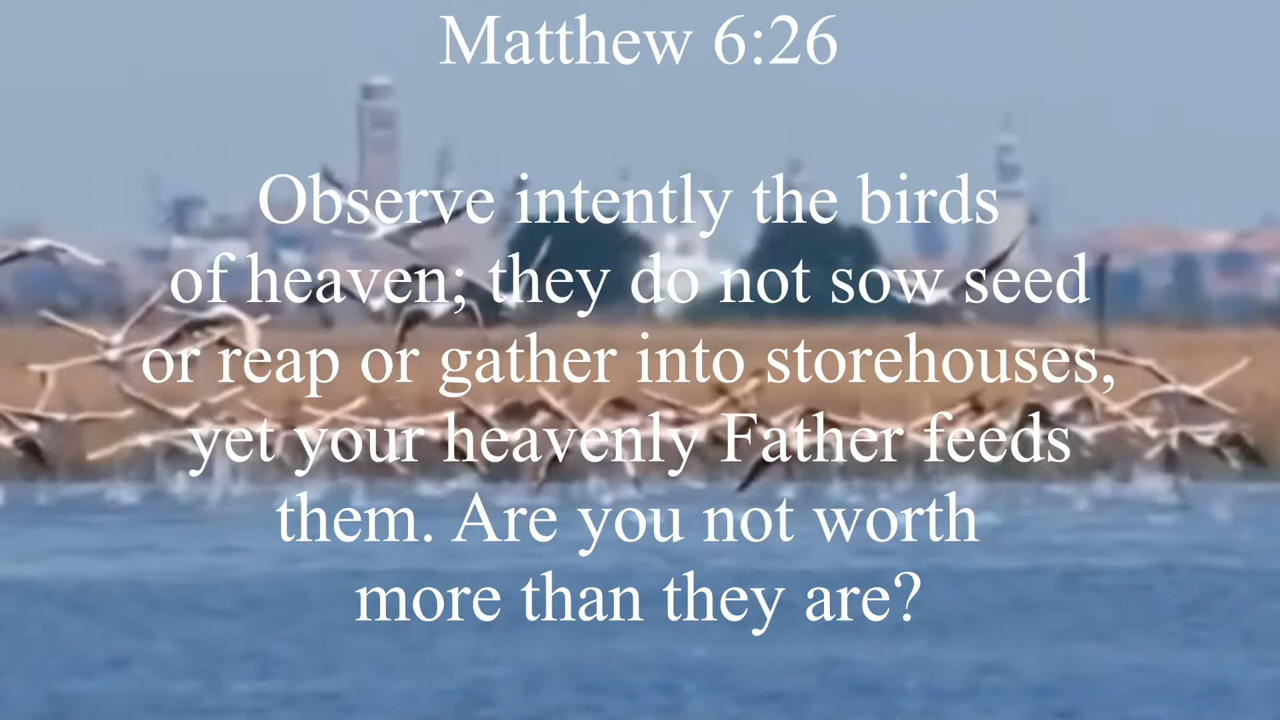 Matthew 6:26
Observe intently the birds
of heaven; they do not sow seed
or reap or gather into storehouses,
yet your heavenly Father feeds
them. Are you not worth
more than they are?